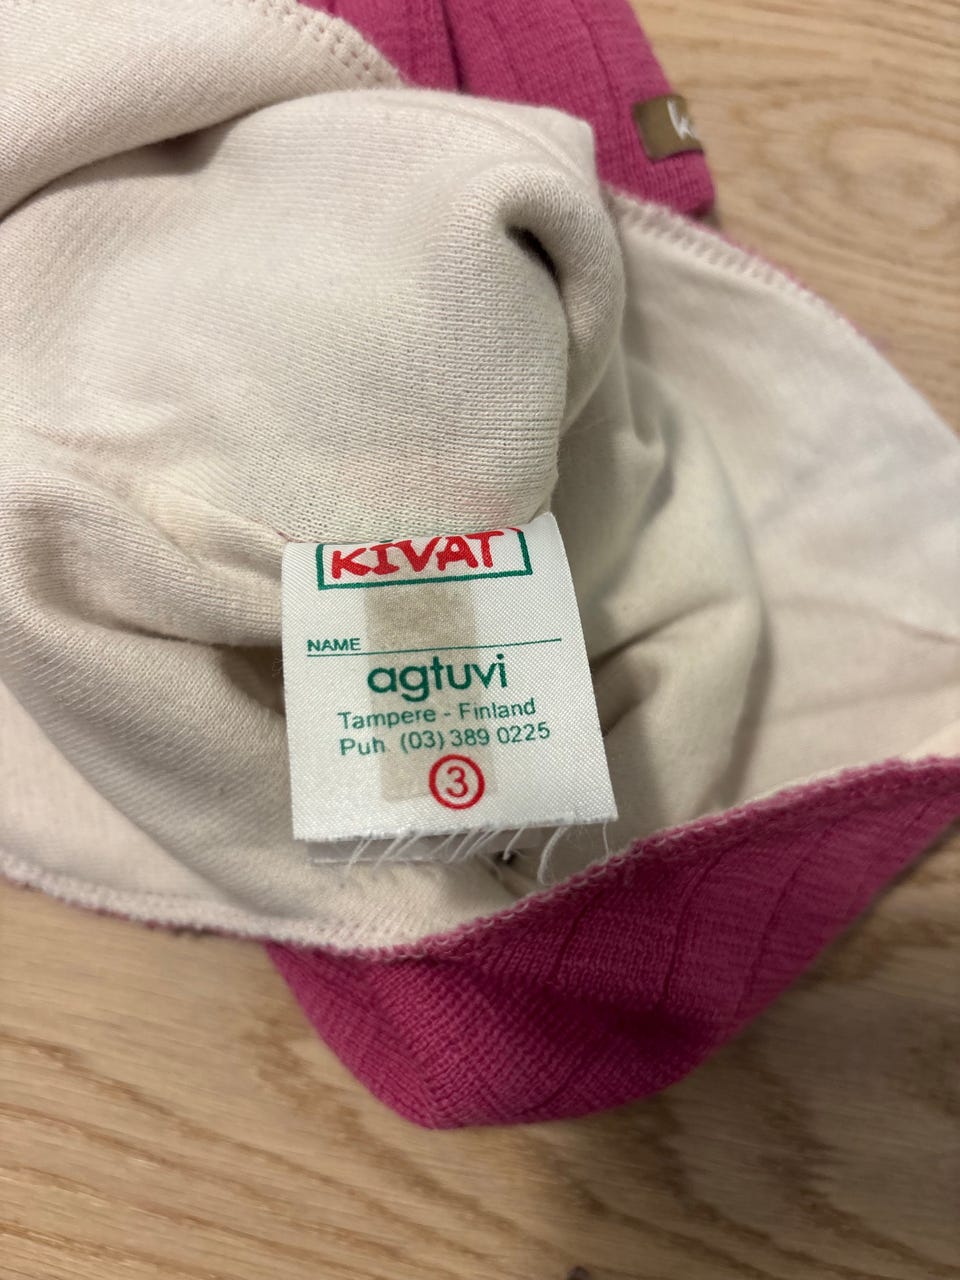 KIVAT
NAME
agtuvi
Tampere - Finland
Puh. (03) 389 0225
3